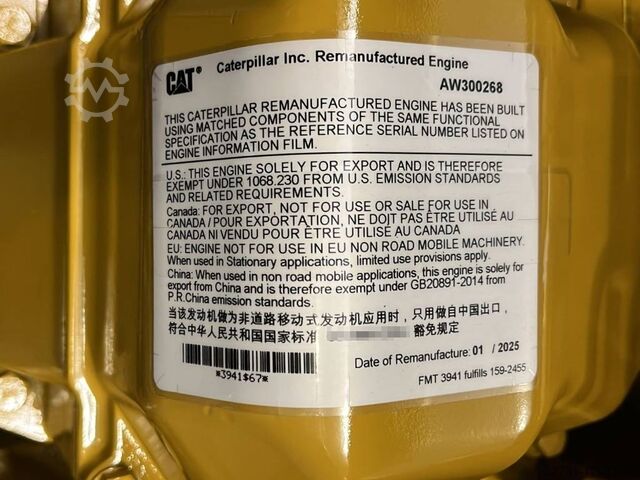 CAT® Caterpillar Inc. Remanufactured Engine
AW300268
THIS CATERPILLAR REMANUFACTURED ENGINE HAS BEEN BUILT
USING MATCHED COMPONENTS OF THE SAME FUNCTIONAL
SPECIFICATION AS THE REFERENCE SERIAL NUMBER LISTED ON
ENGINE INFORMATION FILM.
U.S.: THIS ENGINE SOLELY FOR EXPORT AND IS THEREFORE
EXEMPT UNDER 1068.230 FROM U.S. EMISSION STANDARDS
AND RELATED REQUIREMENTS.
Canada: FOR EXPORT, NOT FOR USE OR SALE FOR USE IN
CANADA / POUR EXPORTATION, NE DOIT PAS ÊTRE UTILISÉ AU
CANADA NI VENDU POUR ÊTRE UTILISÉ AU CANADA
EU: ENGINE NOT FOR USE IN EU NON ROAD MOBILE MACHINERY.
When used in Stationary applications, limited use provisions apply.
China: When used in non road mobile applications, this engine is solely for
export from China and is therefore exempt under GB20891-2014 from
P.R.China emission standards.
当该发动机做为非道路移动式发动机应用时，只用做自中国出口，
符合中华人民共和国国家标准 豁免规定
*3941$67*
Date of Remanufacture: 01 / 2025
FMT 3941 fulfills 159-2455